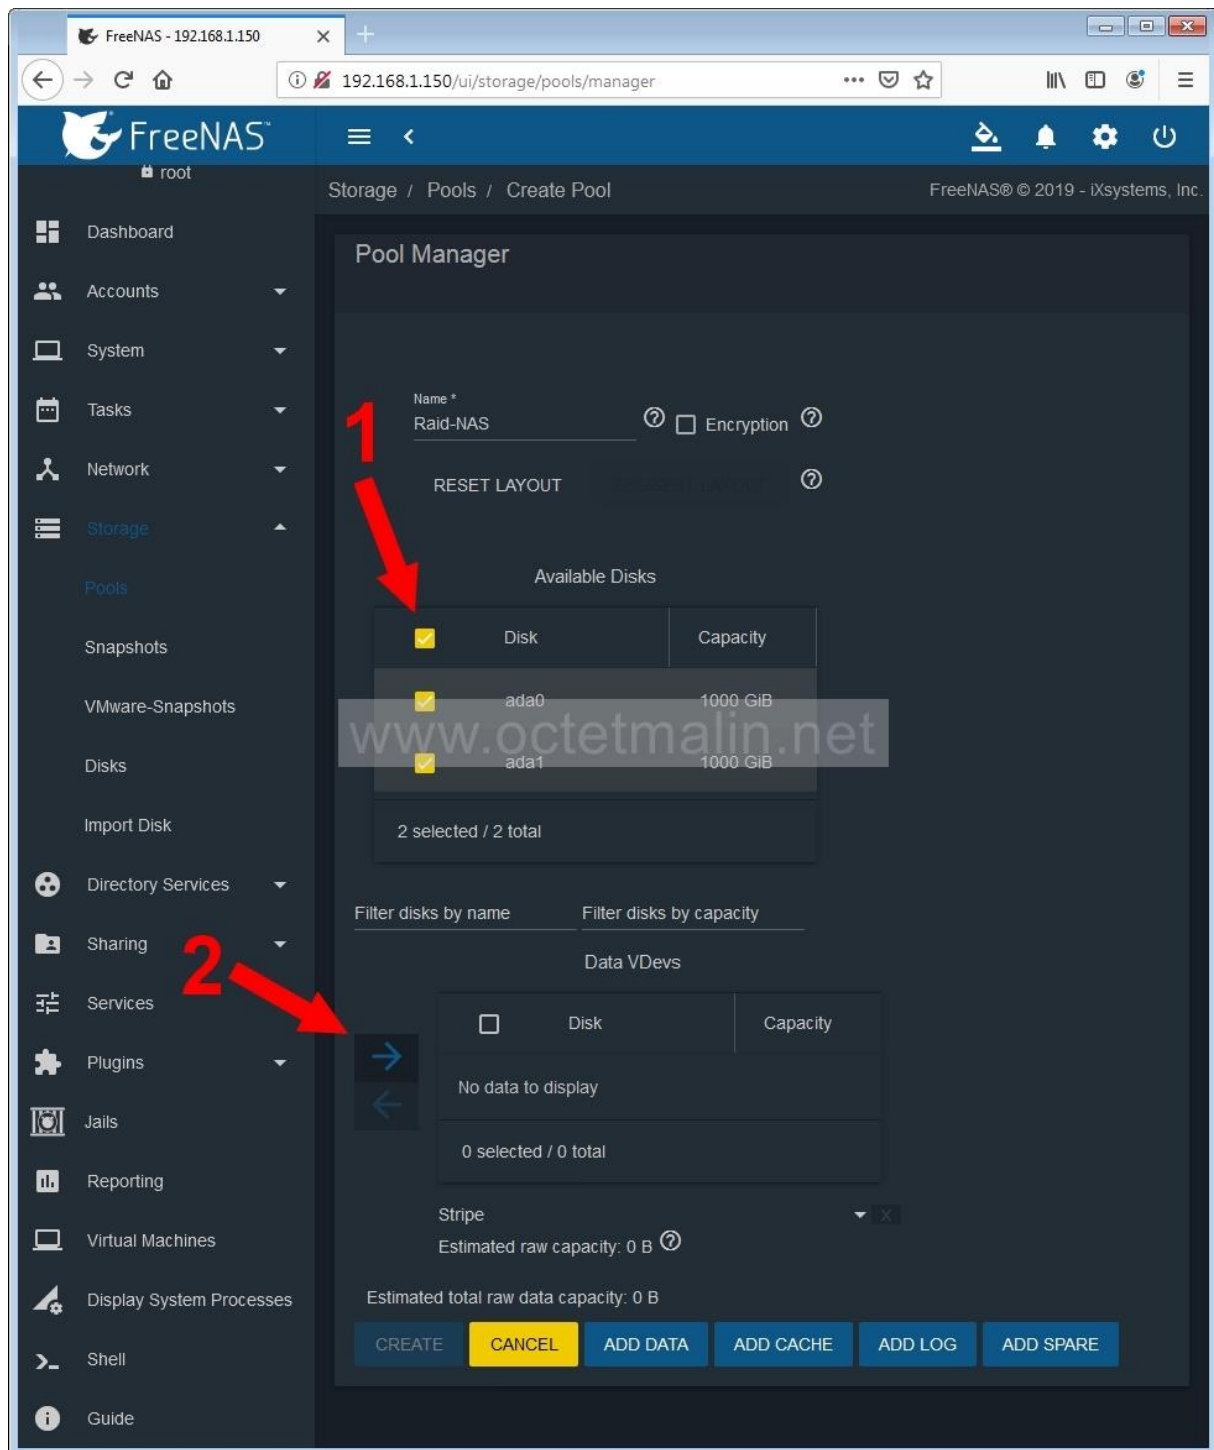 FreeNAS - 192.168.1.150
192.168.1.150/ui/storage/pools/manager
FreeNAS™
root
Storage / Pools / Create Pool
FreeNAS® © 2019 - iXsystems, Inc.
Dashboard
Accounts
System
Tasks
Network
Storage
Pools
Snapshots
VMware-Snapshots
Disks
Import Disk
Directory Services
Sharing
Services
Plugins
Jails
Reporting
Virtual Machines
Display System Processes
Shell
Guide
Pool Manager
1
Name *
Raid-NAS
Encryption
RESET LAYOUT
Available Disks
Disk Capacity
ada0 1000 GiB
www.octetmalin.net
ada1 1000 GiB
2 selected / 2 total
Filter disks by name Filter disks by capacity
2
Data VDevs
Disk Capacity
No data to display
0 selected / 0 total
Stripe X
Estimated raw capacity: 0 B
Estimated total raw data capacity: 0 B
CREATE CANCEL ADD DATA ADD CACHE ADD LOG ADD SPARE